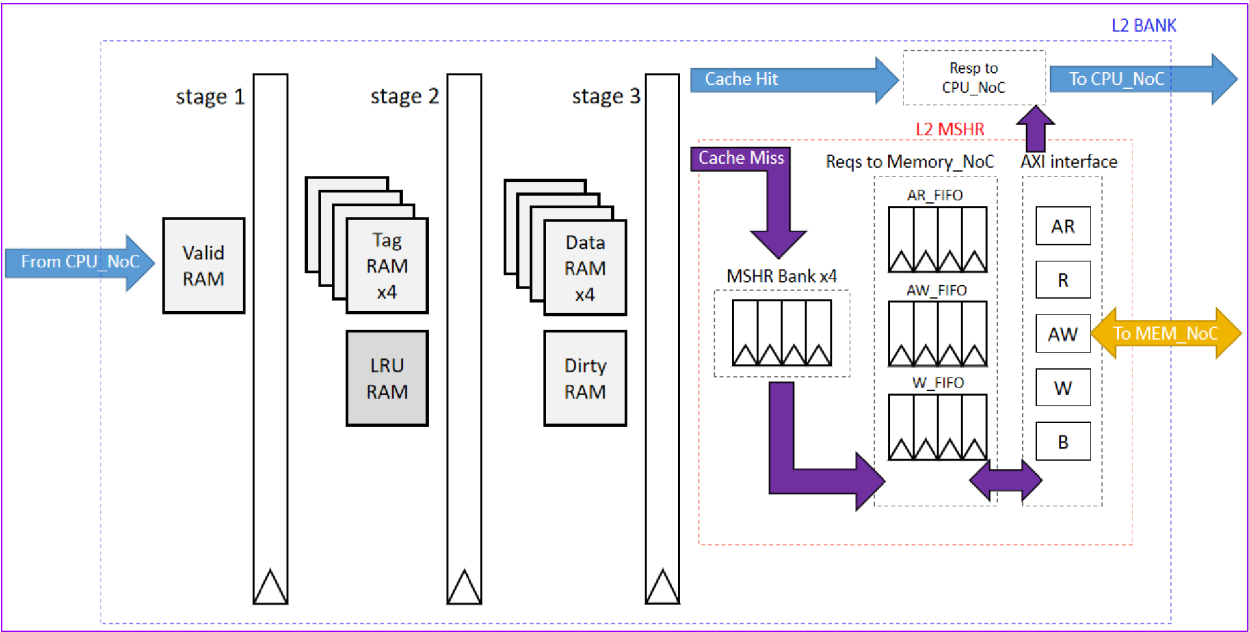 L2 BANK
stage 1
stage 2
stage 3
Cache Hit
Resp to
CPU_NoC
To CPU_NoC
L2 MSHR
Cache Miss
Reqs to Memory_NoC
AXI interface
From CPU_NoC
Valid
RAM
Tag
RAM
x4
LRU
RAM
Data
RAM
x4
Dirty
RAM
MSHR Bank x4
AR_FIFO
AW_FIFO
W_FIFO
AR
R
AW
W
B
To MEM_NoC